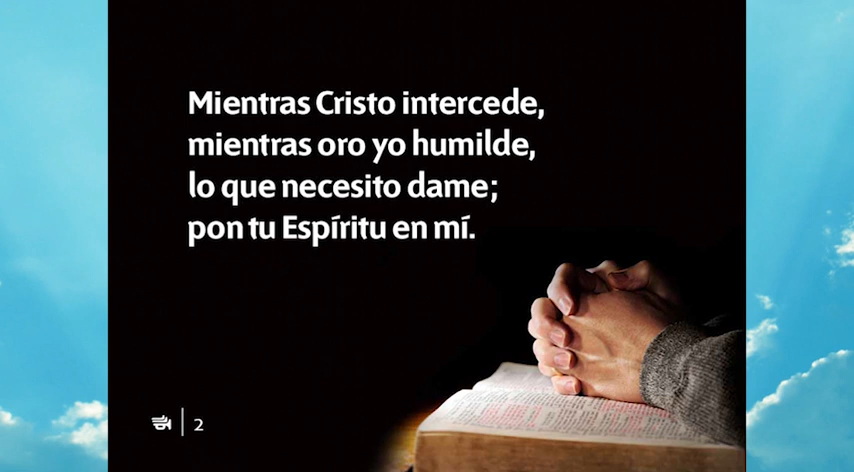 Mientras Cristo intercede,
mientras oro yo humilde,
lo que necesito dame;
pon tu Espíritu en mí.
2